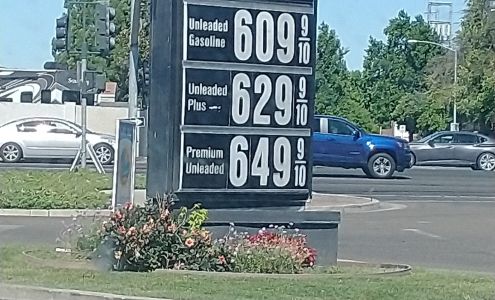 Unleaded
Gasoline 609 9/10
Unleaded
Plus 629 9/10
Premium
Unleaded 649 9/10